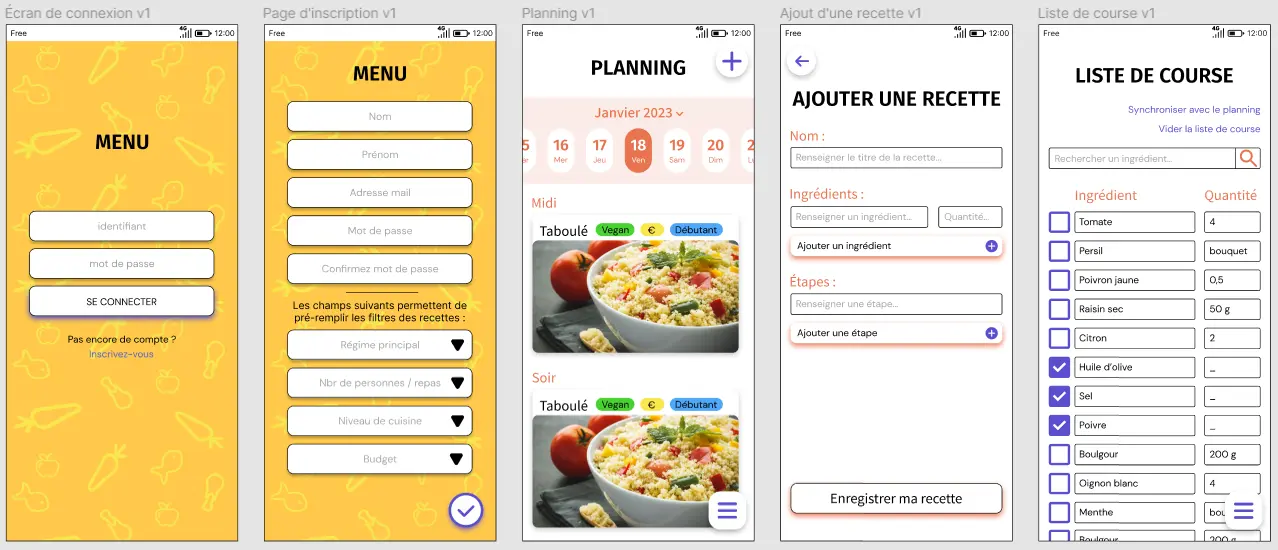 Écran de connexion v1
Free
4G
12:00
MENU
identifiant
mot de passe
SE CONNECTER
Pas encore de compte ?
Inscrivez-vous
Page d'inscription v1
Free
4G
12:00
MENU
Nom
Prénom
Adresse mail
Mot de passe
Confirmez mot de passe
Les champs suivants permettent de
pré-remplir les filtres des recettes :
Régime principal
Nbr de personnes / repas
Niveau de cuisine
Budget
Planning v1
Free
4G
12:00
PLANNING
Janvier 2023
5 16 17 18 19 20 2
er Mer Jeu Ven Sam Dim L
Midi
Taboulé Vegan € Débutant
Soir
Taboulé Vegan € Débutant
Ajout d'une recette v1
Free
4G
12:00
AJOUTER UNE RECETTE
Nom :
Renseigner le titre de la recette...
Ingrédients :
Renseigner un ingrédient... Quantité...
Ajouter un ingrédient
Étapes :
Renseigner une étape...
Ajouter une étape
Enregistrer ma recette
Liste de course v1
Free
4G
12:00
LISTE DE COURSE
Synchroniser avec le planning
Vider la liste de course
Rechercher un ingrédient...
Ingrédient Quantité
Tomate 4
Persil bouquet
Poivron jaune 0,5
Raisin sec 50 g
Citron 2
Huile d'olive _
Sel _
Poivre _
Boulgour 200 g
Oignon blanc 4
Menthe bou
Boulgour 200 g